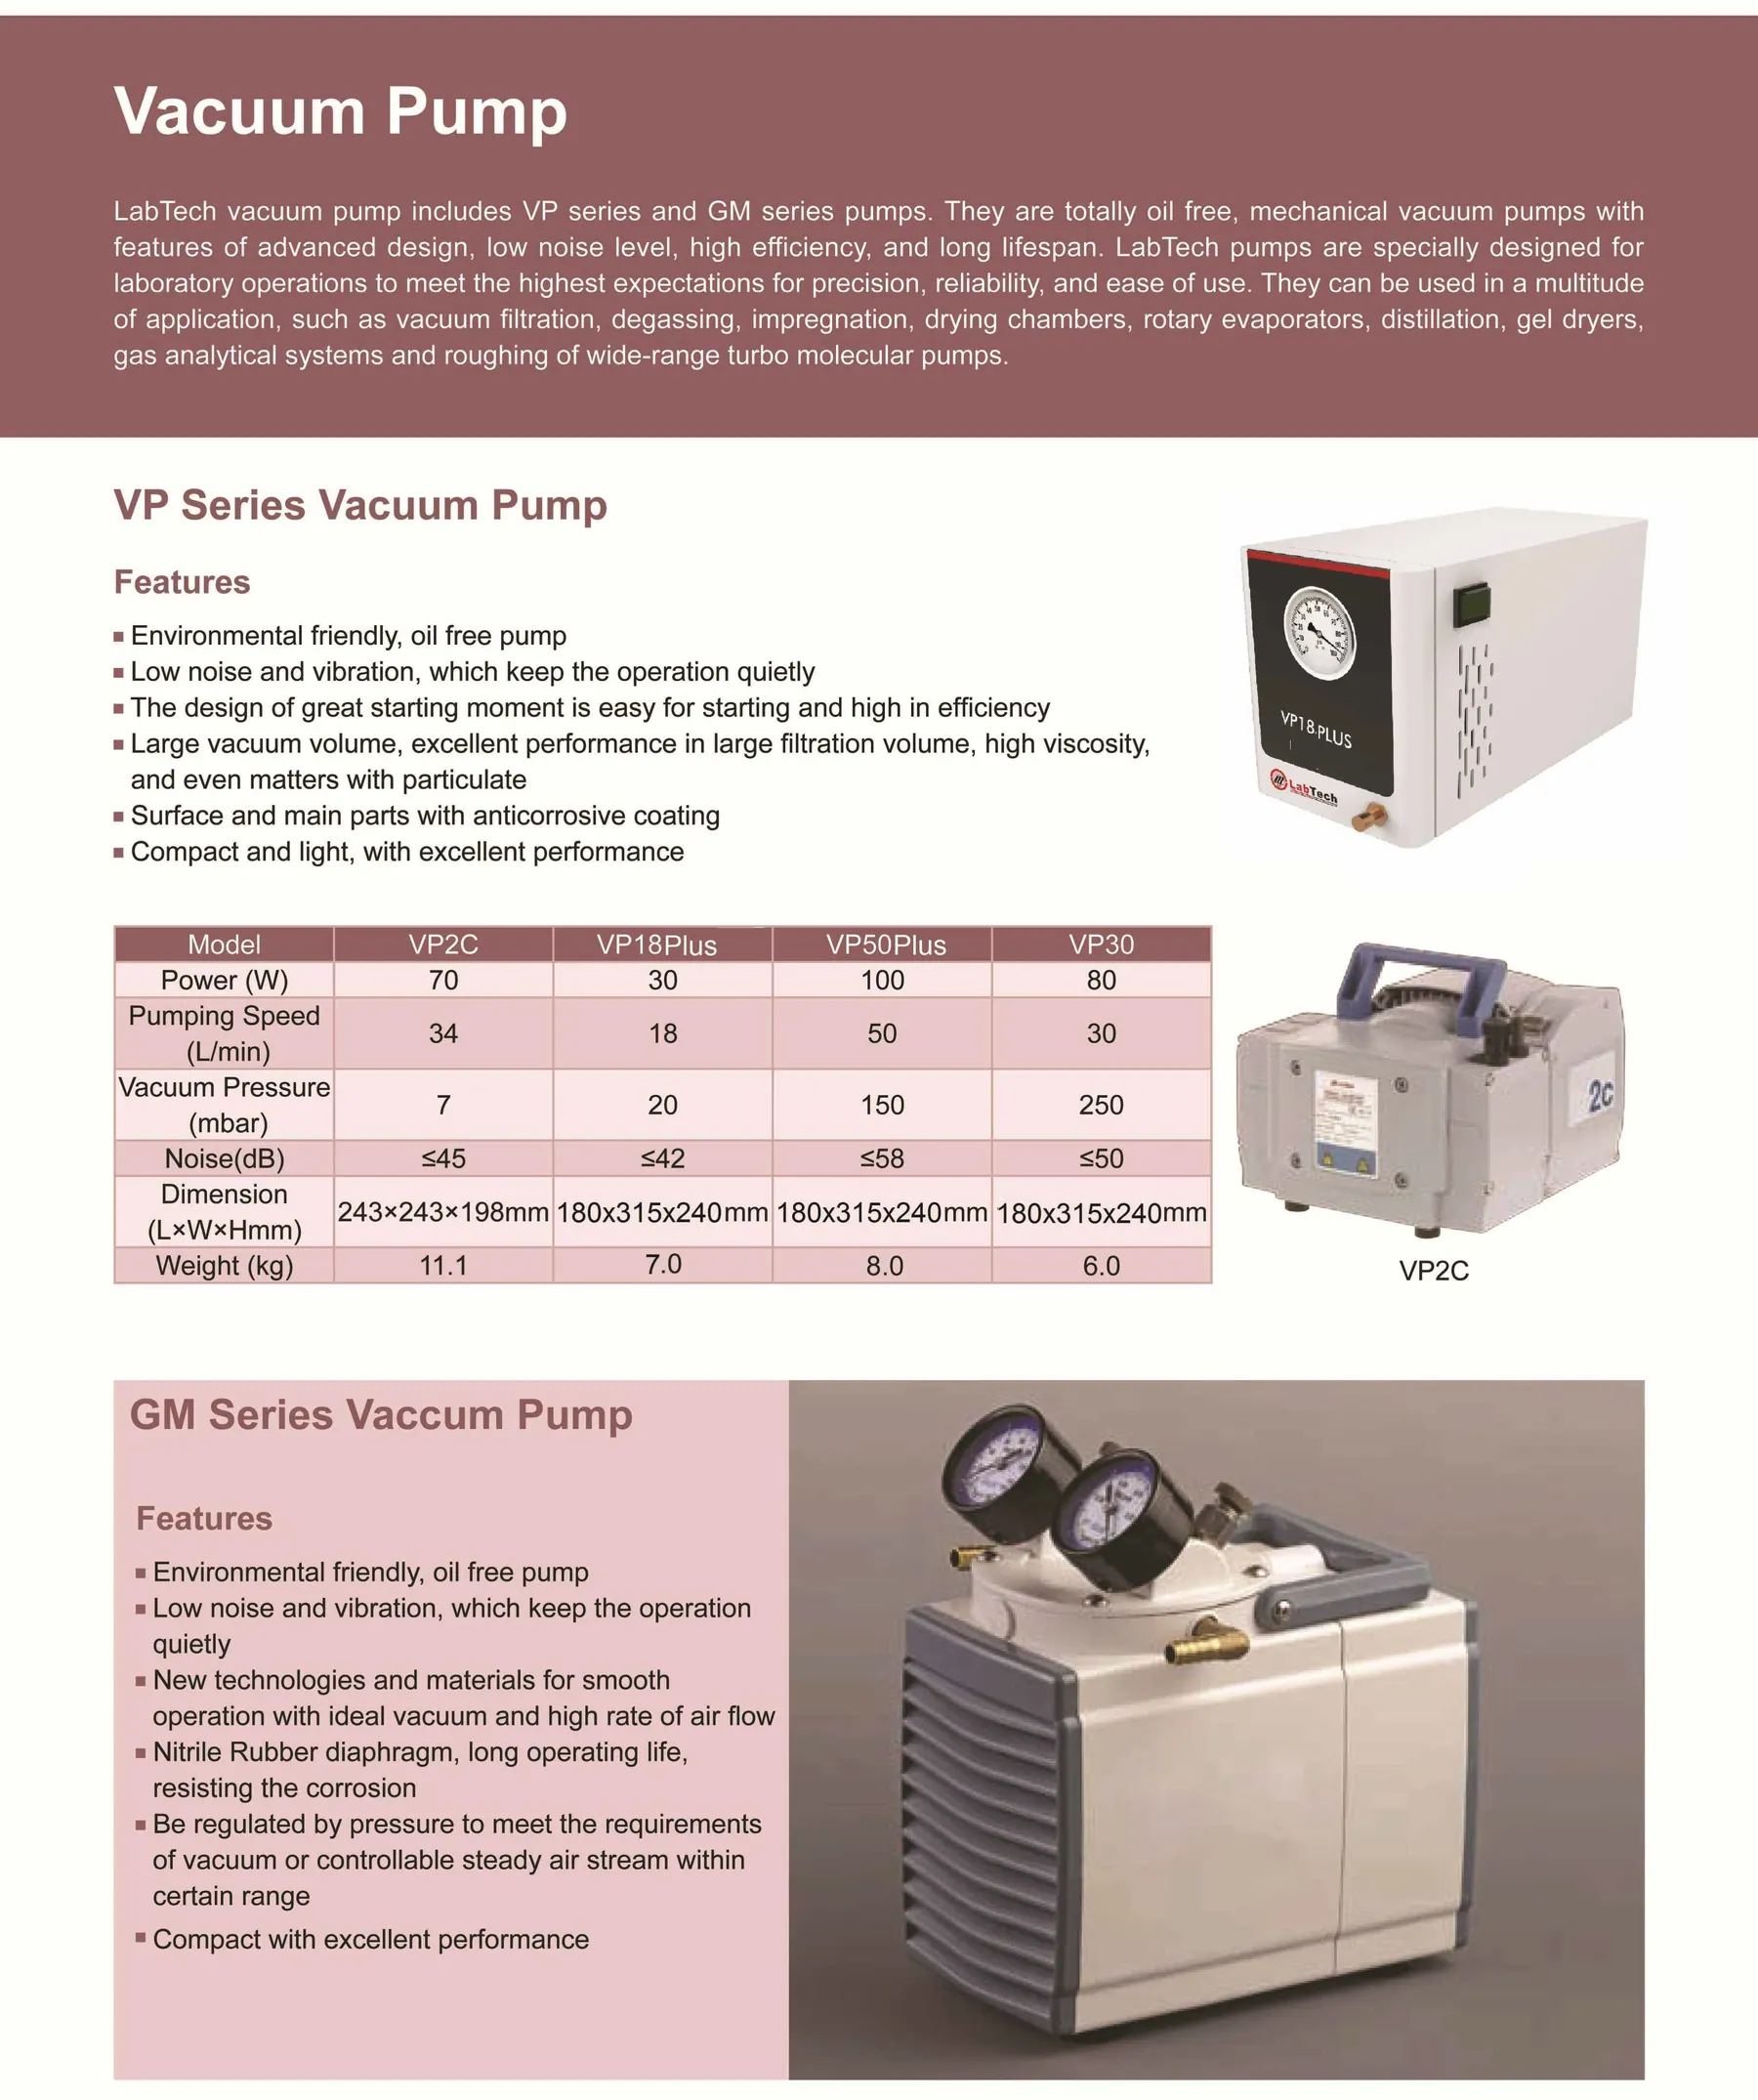 Vacuum Pump
LabTech vacuum pump includes VP series and GM series pumps. They are totally oil free, mechanical vacuum pumps with
features of advanced design, low noise level, high efficiency, and long lifespan. LabTech pumps are specially designed for
laboratory operations to meet the highest expectations for precision, reliability, and ease of use. They can be used in a multitude
of application, such as vacuum filtration, degassing, impregnation, drying chambers, rotary evaporators, distillation, gel dryers,
gas analytical systems and roughing of wide-range turbo molecular pumps.
VP Series Vacuum Pump
Features
Environmental friendly, oil free pump
Low noise and vibration, which keep the operation quietly
The design of great starting moment is easy for starting and high in efficiency
Large vacuum volume, excellent performance in large filtration volume, high viscosity,
and even matters with particulate
Surface and main parts with anticorrosive coating
Compact and light, with excellent performance
VP18 PLUS
LabTech
Model VP2C VP18Plus VP50Plus VP30
Power (W) 70 30 100 80
Pumping Speed
(L/min) 34 18 50 30
Vacuum Pressure
(mbar) 7 20 150 250
Noise(dB) ≤45 ≤42 ≤58 ≤50
Dimension
(L×W×Hmm) 243×243×198mm 180x315x240mm 180x315x240mm 180x315x240mm
Weight (kg) 11.1 7.0 8.0 6.0
2C
VP2C
GM Series Vaccum Pump
Features
Environmental friendly, oil free pump
Low noise and vibration, which keep the operation
quietly
New technologies and materials for smooth
operation with ideal vacuum and high rate of air flow
Nitrile Rubber diaphragm, long operating life,
resisting the corrosion
Be regulated by pressure to meet the requirements
of vacuum or controllable steady air stream within
certain range
Compact with excellent performance